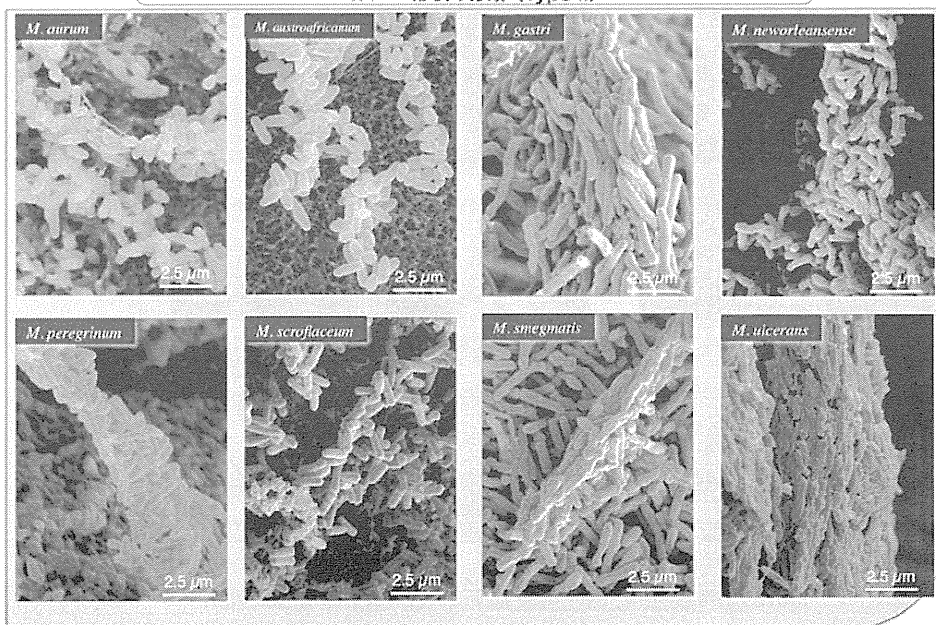 M. aurum
M. austroafricanum
M. gastri
M. neworleansense
2.5 µm
2.5 µm
2.5 µm
2.5 µm
M. peregrinum
M. scroflaceum
M. smegmatis
M. ulcerans
2.5 µm
2.5 µm
2.5 µm
2.5 µm